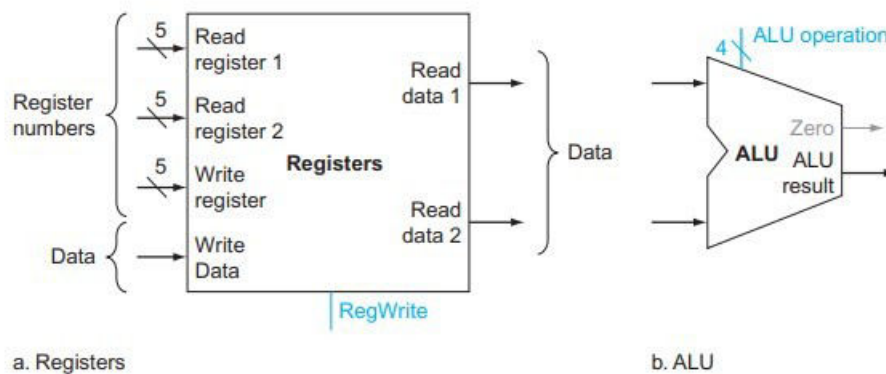 5
Read
register 1
5
Read
register 2
5
Write
register
Write
Data
Register
numbers
Data
Registers
Read
data 1
Read
data 2
Data
RegWrite
a. Registers
4
ALU operation
Zero
ALU
ALU
result
b. ALU